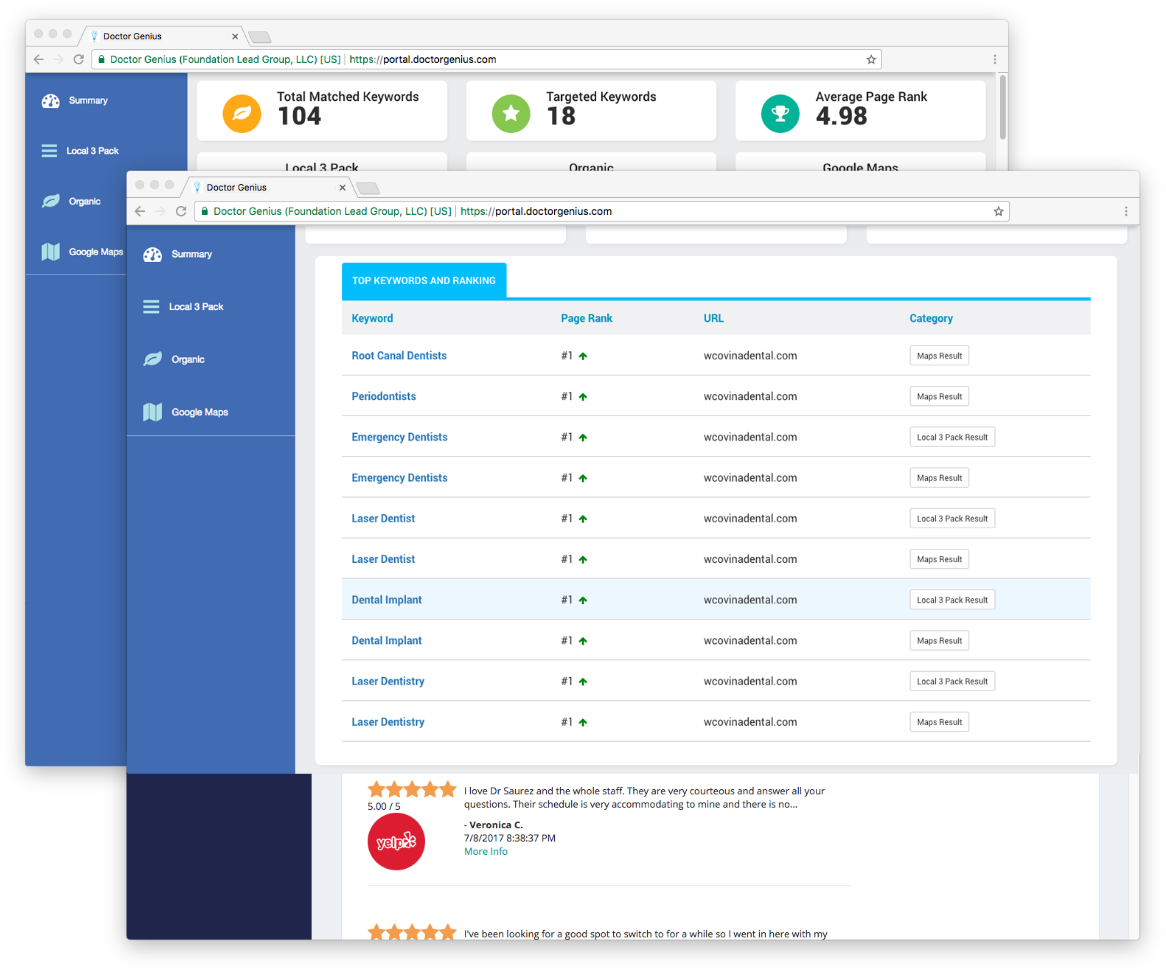 Doctor Genius
Doctor Genius (Foundation Lead Group, LLC) [US] | https://portal.doctorgenius.com
Summary
Local 3 Pack
Organic
Google Maps
Total Matched Keywords
104
Targeted Keywords
18
Average Page Rank
4.98
Local 3 Pack
Organic
Google Maps
Doctor Genius
Doctor Genius (Foundation Lead Group, LLC) [US] | https://portal.doctorgenius.com
Summary
Local 3 Pack
Organic
Google Maps
TOP KEYWORDS AND RANKING
Keyword Page Rank URL Category
Root Canal Dentists #1 wcovinadental.com Maps Result
Periodontists #1 wcovinadental.com Maps Result
Emergency Dentists #1 wcovinadental.com Local 3 Pack Result
Emergency Dentists #1 wcovinadental.com Maps Result
Laser Dentist #1 wcovinadental.com Local 3 Pack Result
Laser Dentist #1 wcovinadental.com Maps Result
Dental Implant #1 wcovinadental.com Local 3 Pack Result
Dental Implant #1 wcovinadental.com Maps Result
Laser Dentistry #1 wcovinadental.com Local 3 Pack Result
Laser Dentistry #1 wcovinadental.com Maps Result
5.00 / 5
yelp
I love Dr Saurez and the whole staff. They are very courteous and answer all your
questions. Their schedule is very accommodating to mine and there is no...
- Veronica C.
7/8/2017 8:38:37 PM
More Info
I've been looking for a good spot to switch to for a while so I went in here with my